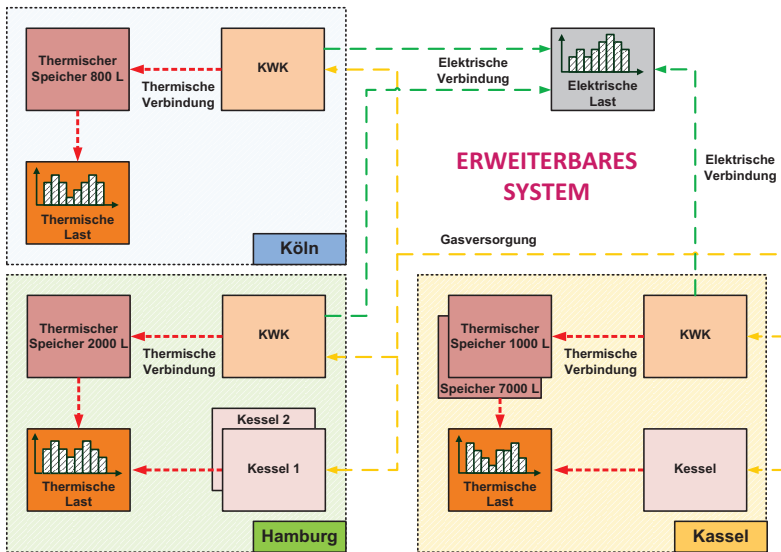 Thermischer
Speicher 800 L
KWK
Thermische
Verbindung
Thermische
Last
Köln
Elektrische
Verbindung
Elektrische
Last
ERWEITERBARES
SYSTEM
Elektrische
Verbindung
Gasversorgung
Thermischer
Speicher 2000 L
KWK
Thermische
Verbindung
Thermische
Last
Kessel 2
Kessel 1
Hamburg
Thermischer
Speicher 1000 L
Speicher 7000 L
KWK
Thermische
Verbindung
Thermische
Last
Kessel
Kassel